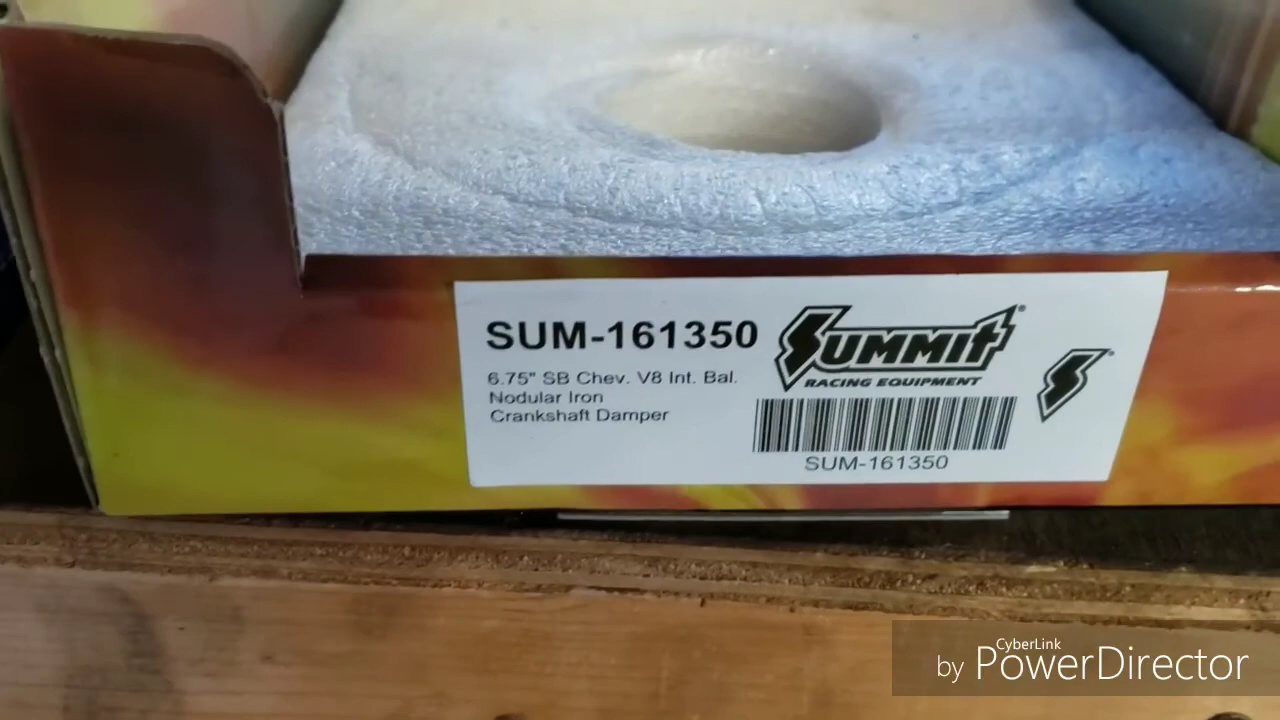 SUM-161350
6.75" SB Chev. V8 Int. Bal.
Nodular Iron
Crankshaft Damper
SUMMIT®
RACING EQUIPMENT
SUM-161350
CyberLink
by PowerDirector